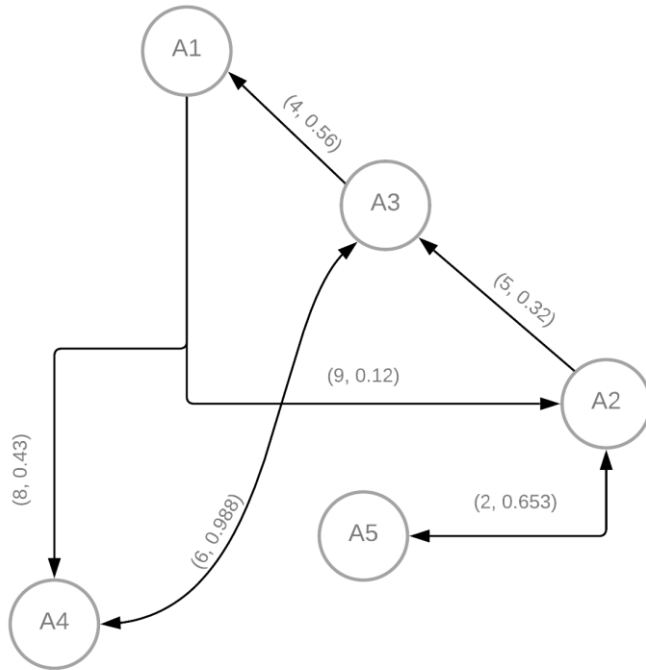 A1
(4, 0.56)
A3
(5, 0.32)
(9, 0.12)
A2
(8, 0.43)
(6, 0.988)
(2, 0.653)
A5
A4